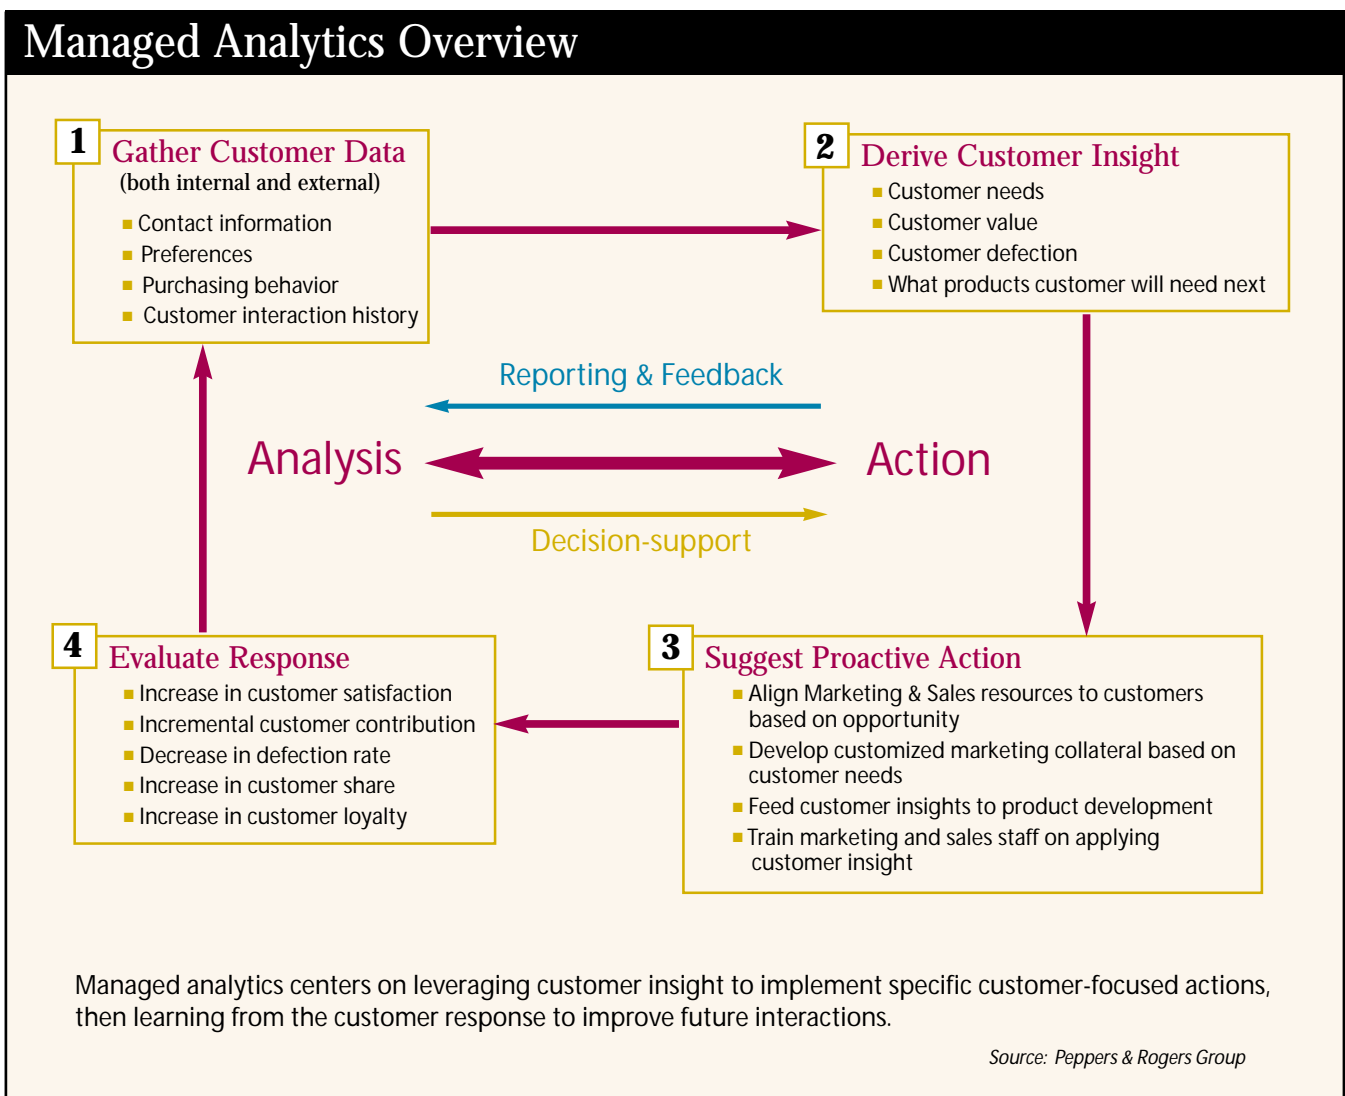 Managed Analytics Overview
1
Gather Customer Data
(both internal and external)
Contact information
Preferences
Purchasing behavior
Customer interaction history
2
Derive Customer Insight
Customer needs
Customer value
Customer defection
What products customer will need next
Reporting & Feedback
Analysis
Action
Decision-support
4
Evaluate Response
Increase in customer satisfaction
Incremental customer contribution
Decrease in defection rate
Increase in customer share
Increase in customer loyalty
3
Suggest Proactive Action
Align Marketing & Sales resources to customers
based on opportunity
Develop customized marketing collateral based on
customer needs
Feed customer insights to product development
Train marketing and sales staff on applying
customer insight
Managed analytics centers on leveraging customer insight to implement specific customer-focused actions,
then learning from the customer response to improve future interactions.
Source: Peppers & Rogers Group